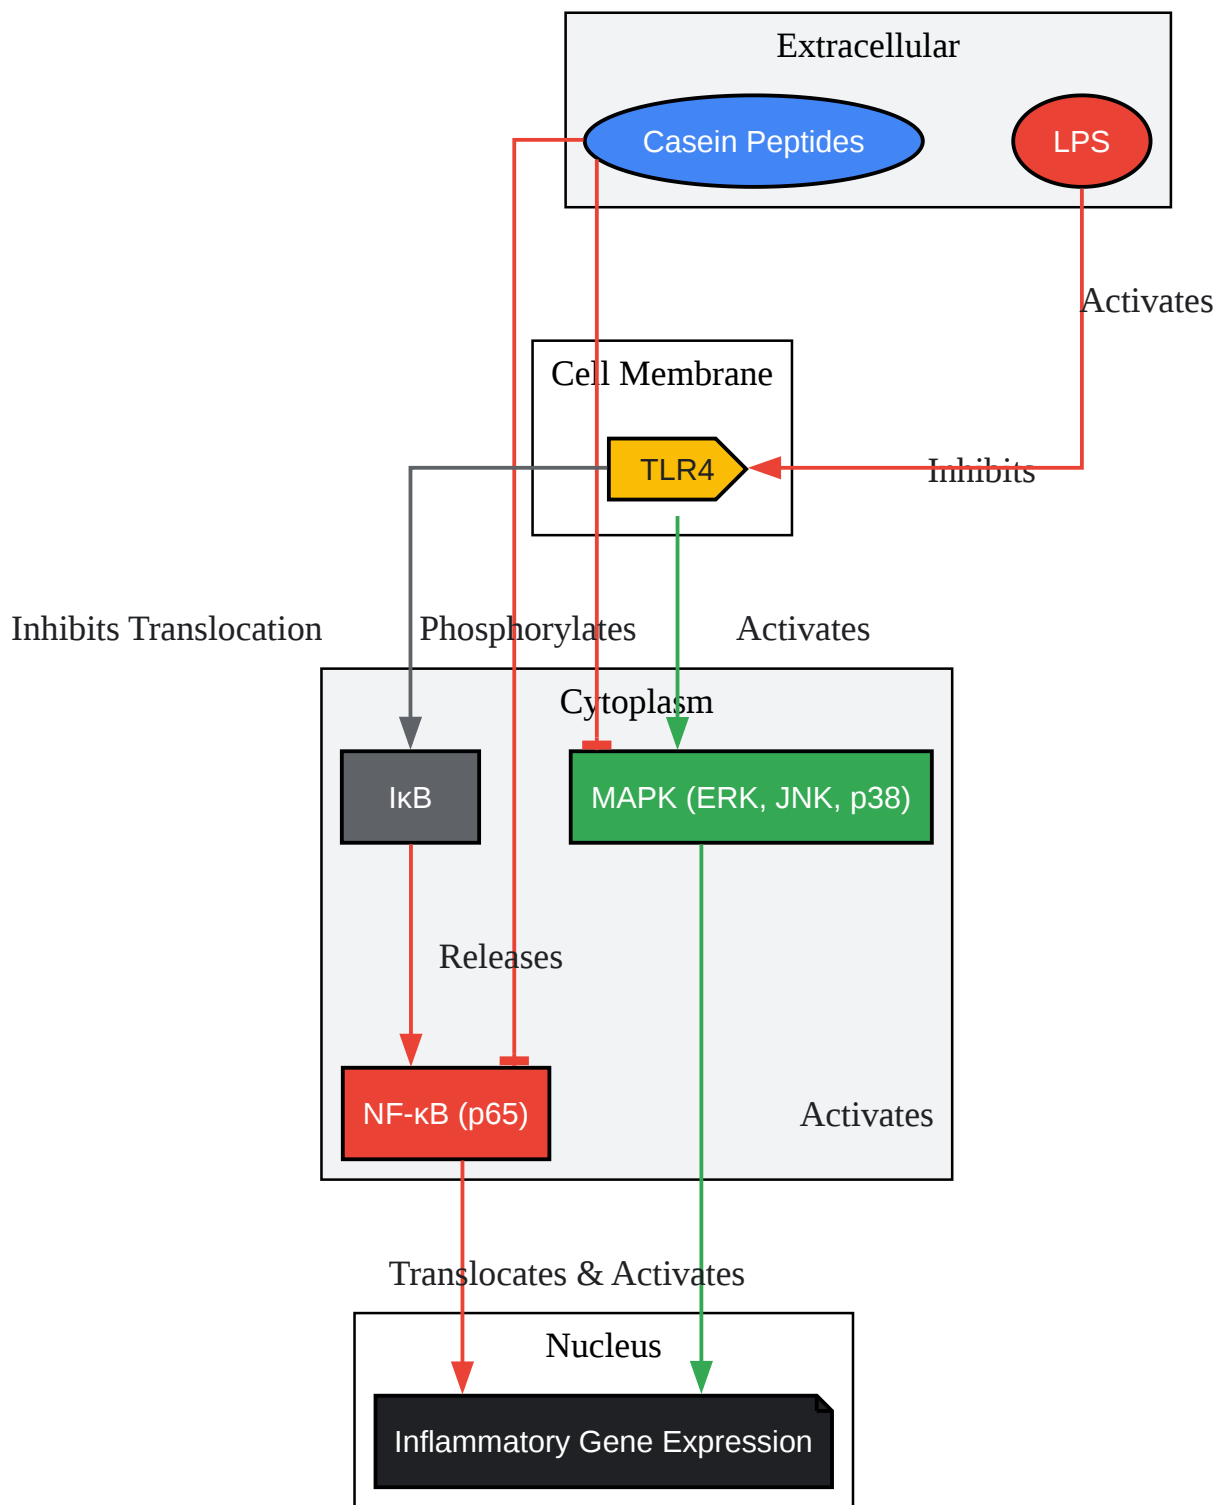 Extracellular
Casein Peptides
LPS
Activates
Cell Membrane
TLR4
Inhibits
Inhibits Translocation
Phosphorylates
Activates
Cytoplasm
IκB
MAPK (ERK, JNK, p38)
Releases
NF-κB (p65)
Activates
Translocates & Activates
Nucleus
Inflammatory Gene Expression